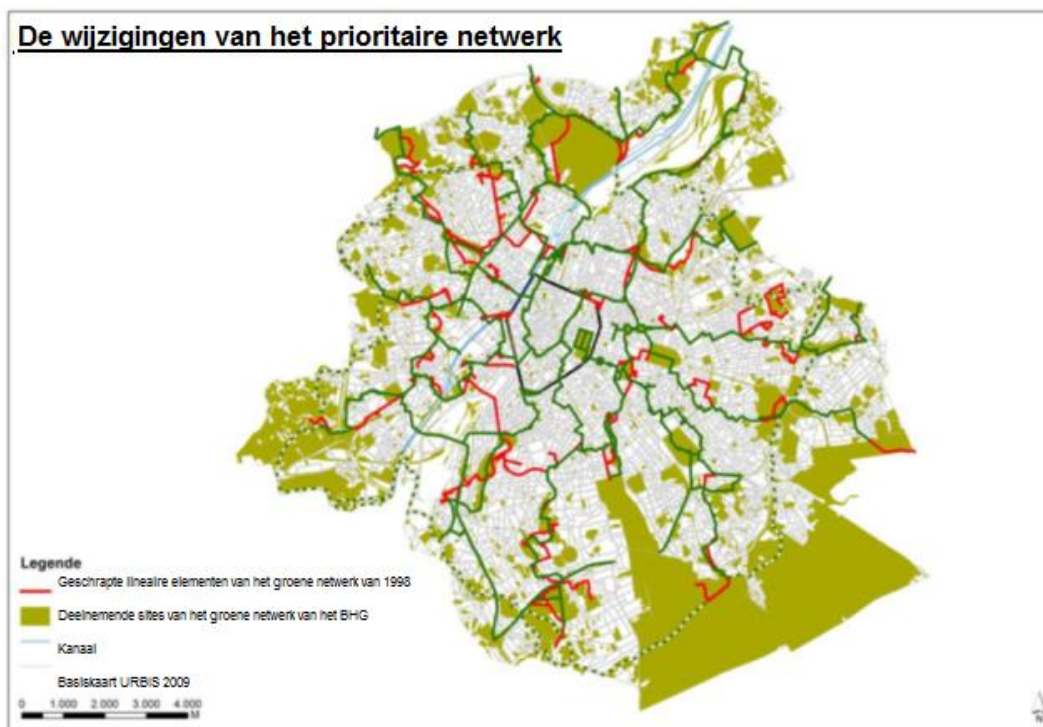 De wijzigingen van het prioritaire netwerk
Legende
Geschrapte lineaire elementen van het groene netwerk van 1998
Deelnemende sites van het groene netwerk van het BHG
Kanaal
Basiskaart URBIS 2009
0 1.000 2.000 3.000 4.000
M
N